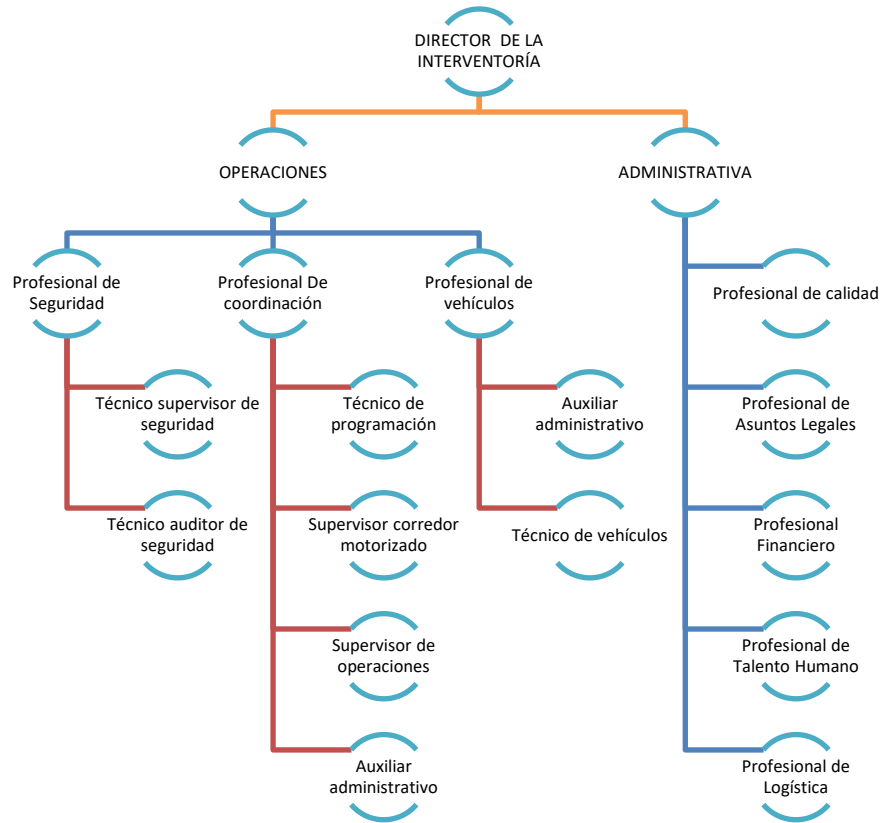 DIRECTOR DE LA
INTERVENTORÍA
OPERACIONES
ADMINISTRATIVA
Profesional de
Seguridad
Profesional De
coordinación
Profesional de
vehículos
Profesional de calidad
Técnico supervisor de
seguridad
Técnico de
programación
Auxiliar
administrativo
Profesional de
Asuntos Legales
Técnico auditor de
seguridad
Supervisor corredor
motorizado
Técnico de vehículos
Profesional
Financiero
Supervisor de
operaciones
Profesional de
Talento Humano
Auxiliar
administrativo
Profesional de
Logística